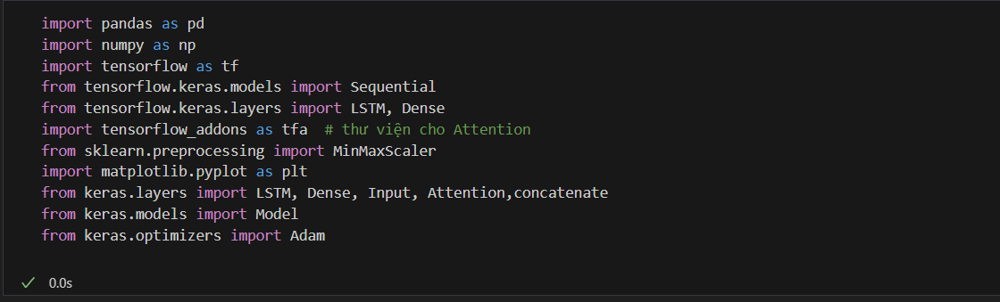 import pandas as pd
import numpy as np
import tensorflow as tf
from tensorflow.keras.models import Sequential
from tensorflow.keras.layers import LSTM, Dense
import tensorflow_addons as tfa  # thư viện cho Attention
from sklearn.preprocessing import MinMaxScaler
import matplotlib.pyplot as plt
from keras.layers import LSTM, Dense, Input, Attention,concatenate
from keras.models import Model
from keras.optimizers import Adam
0.0s